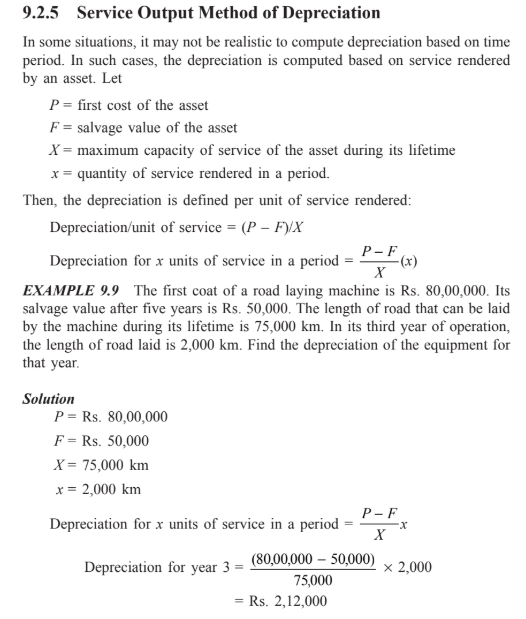 9.2.5 Service Output Method of Depreciation
In some situations, it may not be realistic to compute depreciation based on time
period. In such cases, the depreciation is computed based on service rendered
by an asset. Let
P = first cost of the asset
F = salvage value of the asset
X = maximum capacity of service of the asset during its lifetime
x = quantity of service rendered in a period.
Then, the depreciation is defined per unit of service rendered:
Depreciation/unit of service = (P – F)/X
Depreciation for x units of service in a period = \frac{P – F}{X}(x)
EXAMPLE 9.9 The first coat of a road laying machine is Rs. 80,00,000. Its
salvage value after five years is Rs. 50,000. The length of road that can be laid
by the machine during its lifetime is 75,000 km. In its third year of operation,
the length of road laid is 2,000 km. Find the depreciation of the equipment for
that year.
Solution
P = Rs. 80,00,000
F = Rs. 50,000
X = 75,000 km
x = 2,000 km
Depreciation for x units of service in a period = \frac{P – F}{X}x
Depreciation for year 3 = \frac{(80,00,000 – 50,000)}{75,000} × 2,000
= Rs. 2,12,000